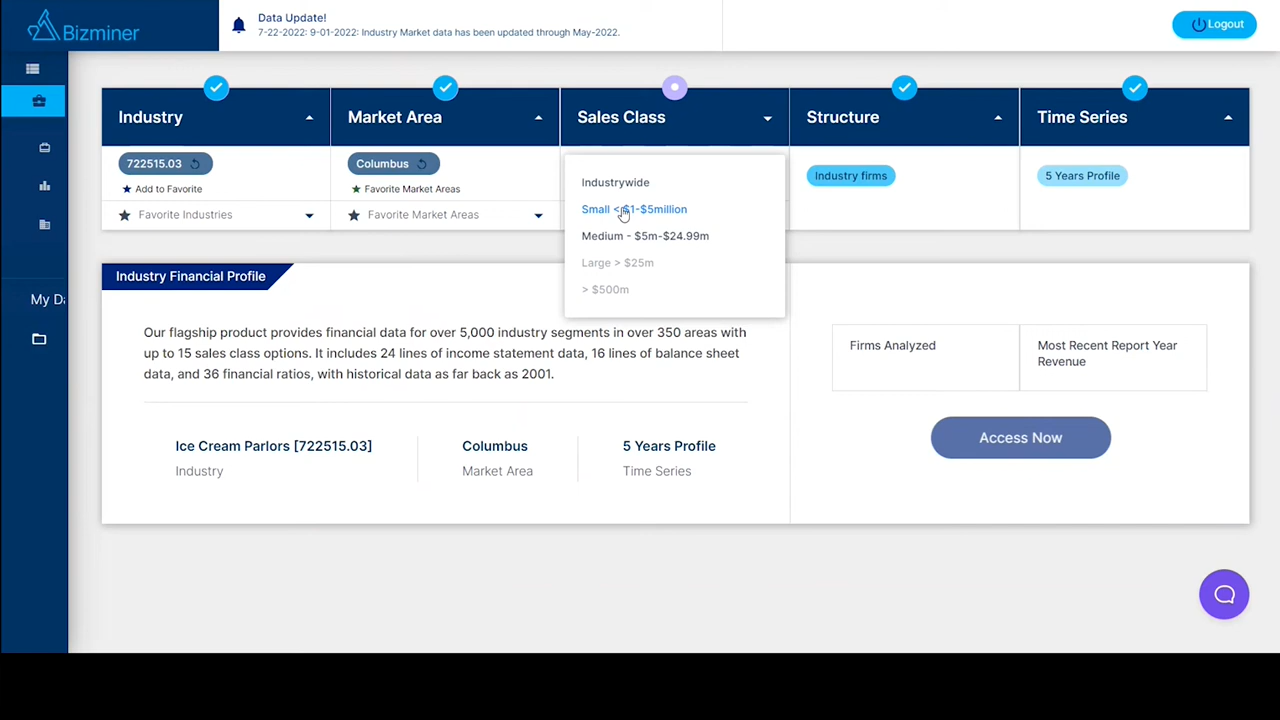 Bizminer
Data Update!
7-22-2022: 9-01-2022: Industry Market data has been updated through May-2022.
Logout
Industry
Market Area
Sales Class
Structure
Time Series
722515.03
Add to Favorite
Favorite Industries
Columbus
Favorite Market Areas
Favorite Market Areas
Industrywide
Small <$1-$5million
Medium - $5m-$24.99m
Large > $25m
> $500m
Industry firms
5 Years Profile
My Da
Industry Financial Profile
Our flagship product provides financial data for over 5,000 industry segments in over 350 areas with
up to 15 sales class options. It includes 24 lines of income statement data, 16 lines of balance sheet
data, and 36 financial ratios, with historical data as far back as 2001.
Ice Cream Parlors [722515.03]
Industry
Columbus
Market Area
5 Years Profile
Time Series
Firms Analyzed
Most Recent Report Year
Revenue
Access Now